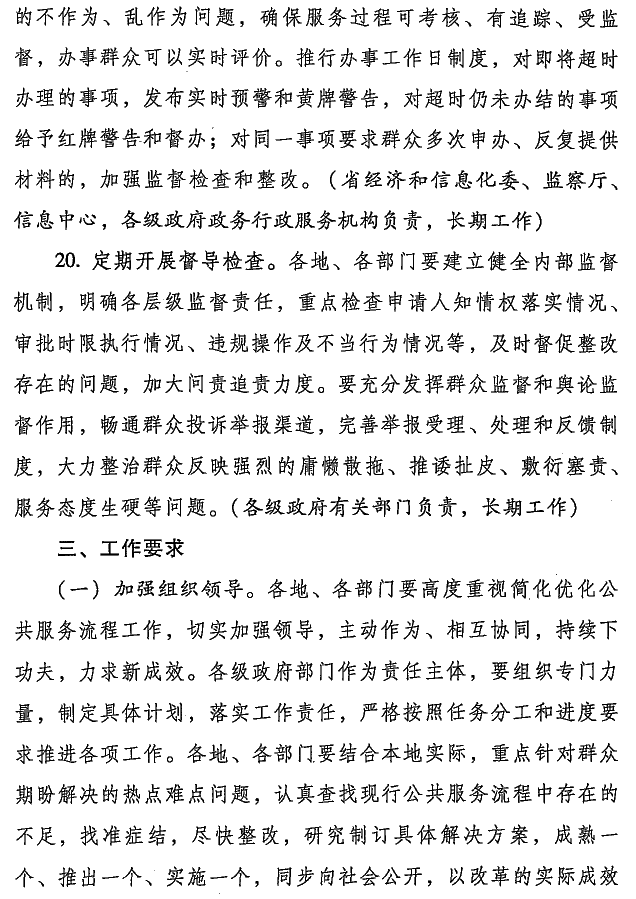 的不作为、乱作为问题，确保服务过程可考核、有追踪、受监
督，办事群众可以实时评价。推行办事工作日制度，对即将超时
办理的事项，发布实时预警和黄牌警告，对超时仍未办结的事项
给予红牌警告和督办；对同一事项要求群众多次申办、反复提供
材料的，加强监督检查和整改。（省经济和信息化委、监察厅、
信息中心，各级政府政务行政服务机构负责，长期工作）
20. 定期开展督导检查。各地、各部门要建立健全内部监督
机制，明确各层级监督责任，重点检查申请人知情权落实情况、
审批时限执行情况、违规操作及不当行为情况等，及时督促整改
存在的问题，加大问责追责力度。要充分发挥群众监督和舆论监
督作用，畅通群众投诉举报渠道，完善举报受理、处理和反馈制
度，大力整治群众反映强烈的庸懒散拖、推诿扯皮、敷衍塞责、
服务态度生硬等问题。（各级政府有关部门负责，长期工作）
三、工作要求
（一）加强组织领导。各地、各部门要高度重视简化优化公
共服务流程工作，切实加强领导，主动作为、相互协同，持续下
功夫，力求新成效。各级政府部门作为责任主体，要组织专门力
量，制定具体计划，落实工作责任，严格按照任务分工和进度要
求推进各项工作。各地、各部门要结合本地实际，重点针对群众
期盼解决的热点难点问题，认真查找现行公共服务流程中存在的
不足，找准症结，尽快整改，研究制订具体解决方案，成熟一
个、推出一个、实施一个，同步向社会公开，以改革的实际成效